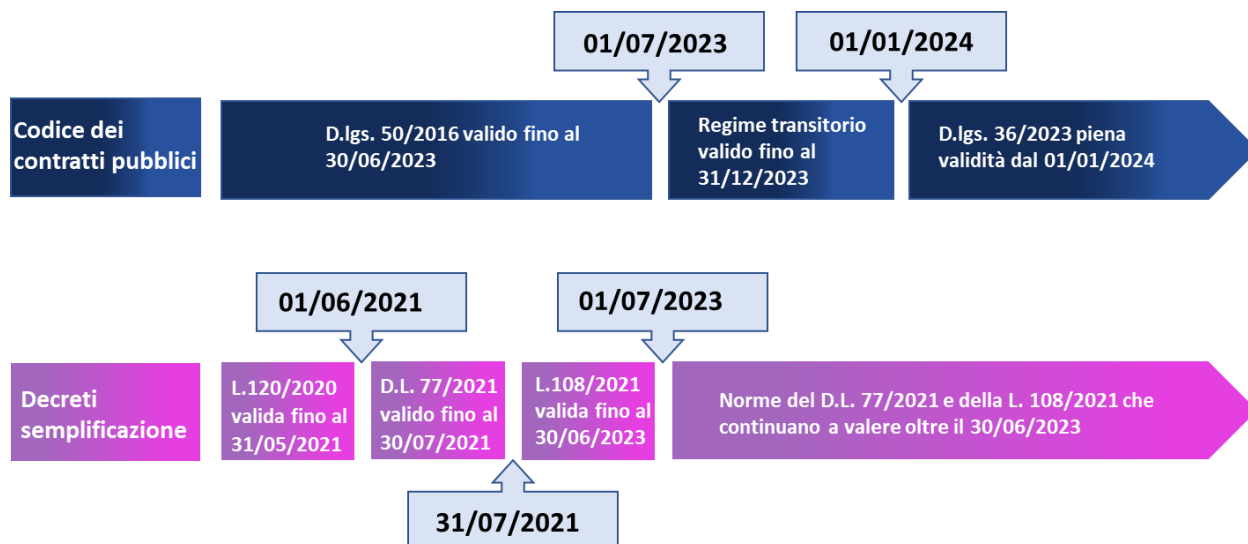 01/07/2023
01/01/2024
Codice dei
contratti pubblici
D.lgs. 50/2016 valido fino al
30/06/2023
Regime transitorio
valido fino al
31/12/2023
D.lgs. 36/2023 piena
validità dal 01/01/2024
01/06/2021
01/07/2023
Decreti
semplificazione
L.120/2020
valida fino al
31/05/2021
D.L. 77/2021
valido fino al
30/07/2021
L.108/2021
valida fino al
30/06/2023
Norme del D.L. 77/2021 e della L. 108/2021 che
continuano a valere oltre il 30/06/2023
31/07/2021